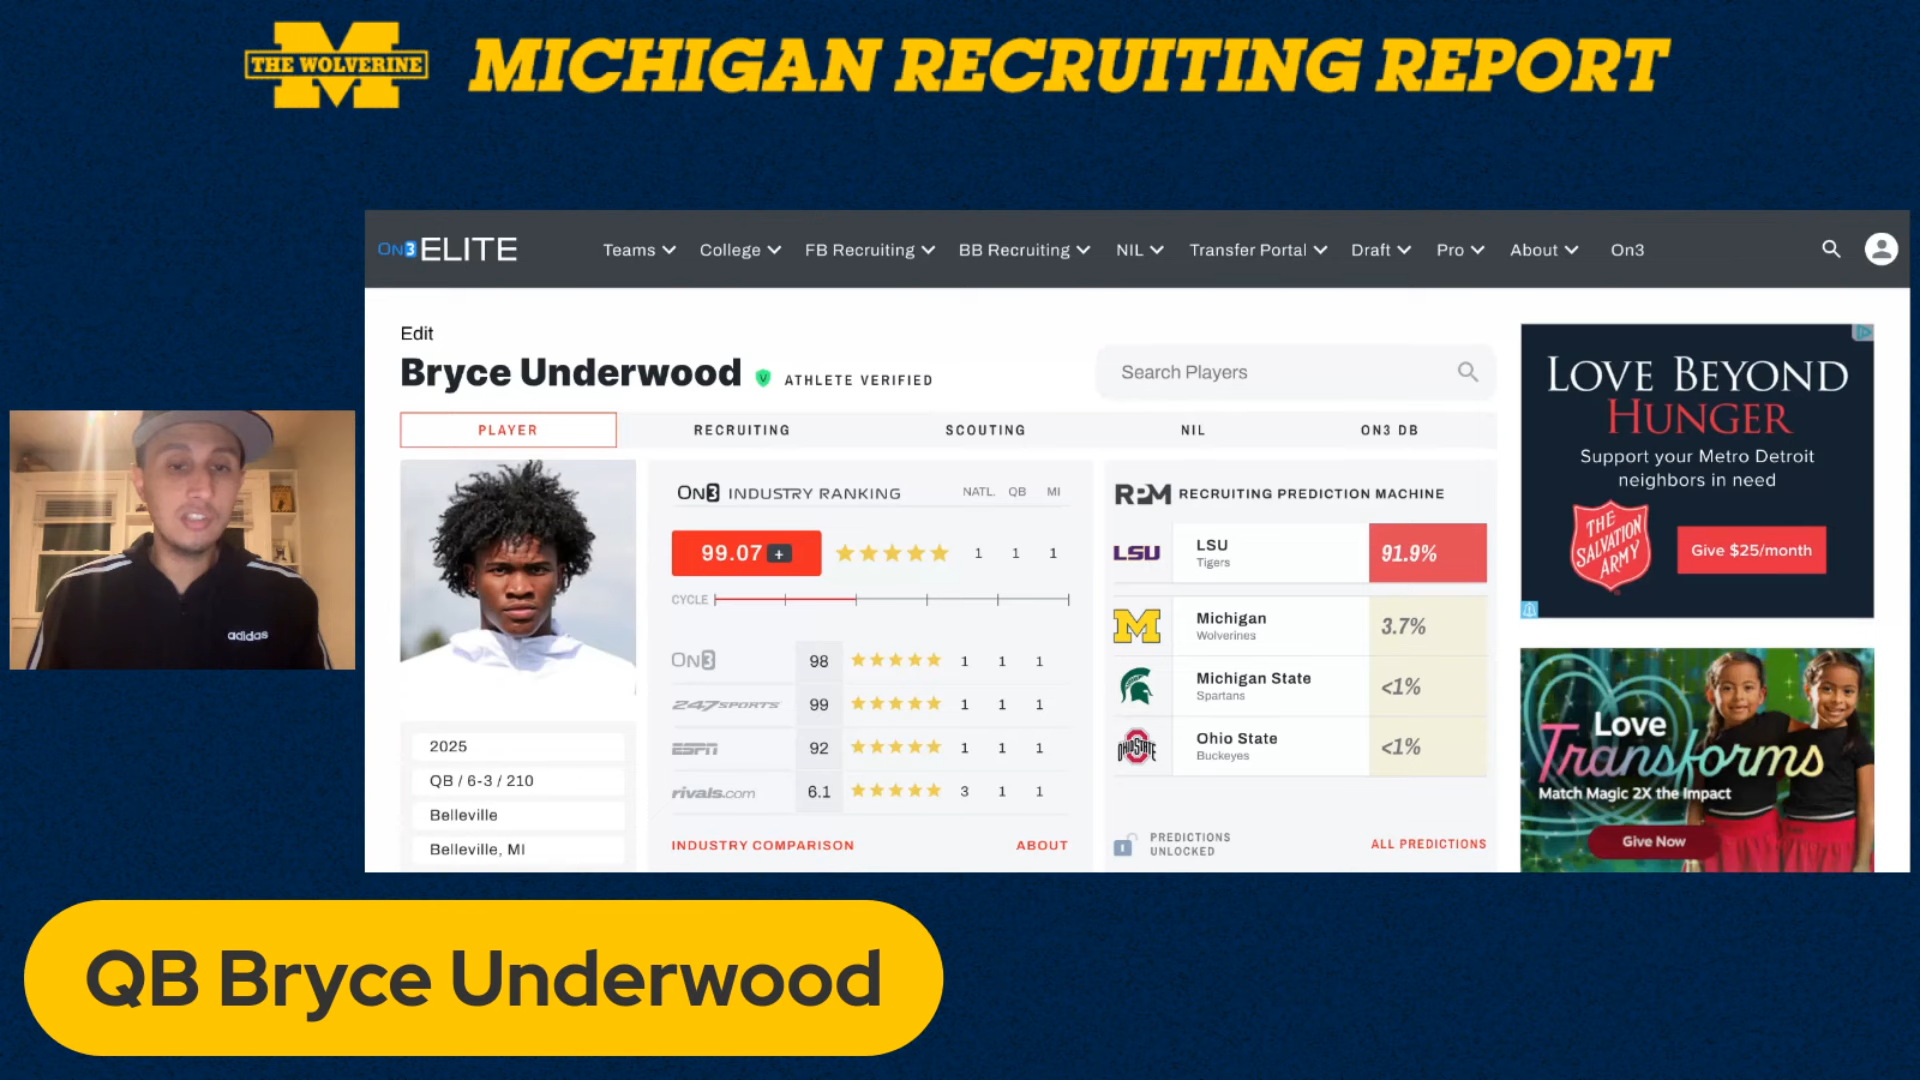 THE WOLVERINE
MICHIGAN RECRUITING REPORT
ON3 ELITE
Teams College FB Recruiting BB Recruiting NIL Transfer Portal Draft Pro About On3
Edit
Bryce Underwood ATHLETE VERIFIED
Search Players
PLAYER RECRUITING SCOUTING NIL ON3 DB
ON3 INDUSTRY RANKING NATL. QB MI
99.07 + 1 1 1
CYCLE
ON3 98 1 1 1
247SPORTS 99 1 1 1
ESPN 92 1 1 1
rivals.com 6.1 3 1 1
INDUSTRY COMPARISON ABOUT
2025
QB / 6-3 / 210
Belleville
Belleville, MI
RPM RECRUITING PREDICTION MACHINE
LSU LSU 91.9%
Tigers
M Michigan 3.7%
Wolverines
Michigan State <1%
Spartans
OHIO STATE Ohio State <1%
Buckeyes
PREDICTIONS
UNLOCKED
ALL PREDICTIONS
LOVE BEYOND
HUNGER
Support your Metro Detroit
neighbors in need
THE
SALVATION
ARMY
Give $25/month
Love
Transforms
Match Magic 2X the Impact
Give Now
adidas
QB Bryce Underwood